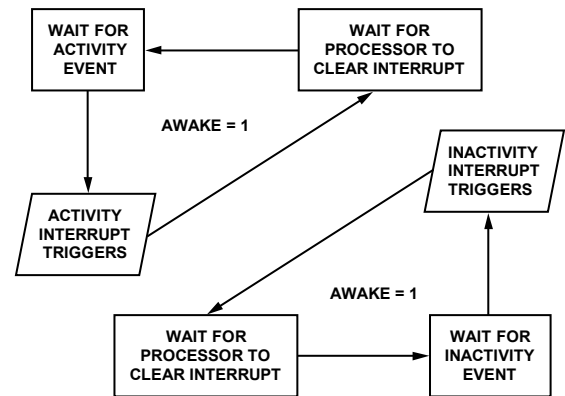 WAIT FOR
ACTIVITY
EVENT
WAIT FOR
PROCESSOR TO
CLEAR INTERRUPT
AWAKE = 1
ACTIVITY
INTERRUPT
TRIGGERS
INACTIVITY
INTERRUPT
TRIGGERS
AWAKE = 1
WAIT FOR
PROCESSOR TO
CLEAR INTERRUPT
WAIT FOR
INACTIVITY
EVENT